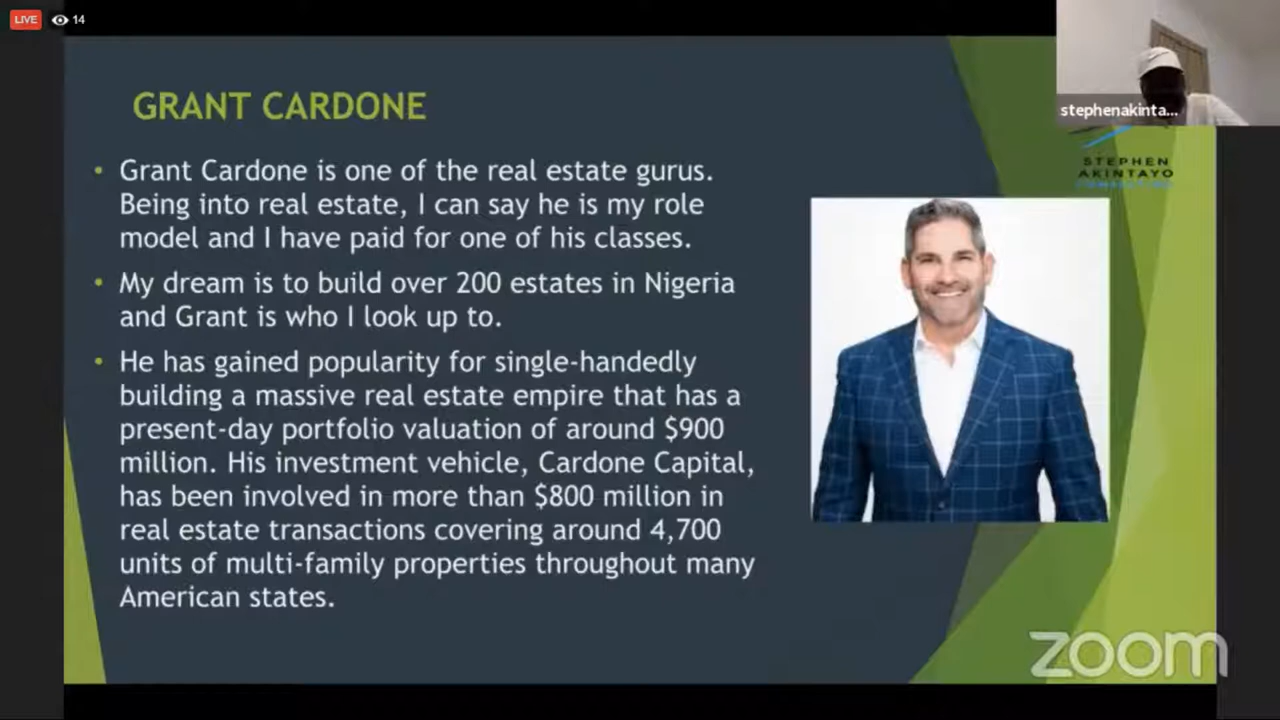 LIVE 14
stephenakinta...
STEPHEN
AKINTAYO
GRANT CARDONE
• Grant Cardone is one of the real estate gurus.
Being into real estate, I can say he is my role
model and I have paid for one of his classes.
• My dream is to build over 200 estates in Nigeria
and Grant is who I look up to.
• He has gained popularity for single-handedly
building a massive real estate empire that has a
present-day portfolio valuation of around $900
million. His investment vehicle, Cardone Capital,
has been involved in more than $800 million in
real estate transactions covering around 4,700
units of multi-family properties throughout many
American states.
zoom